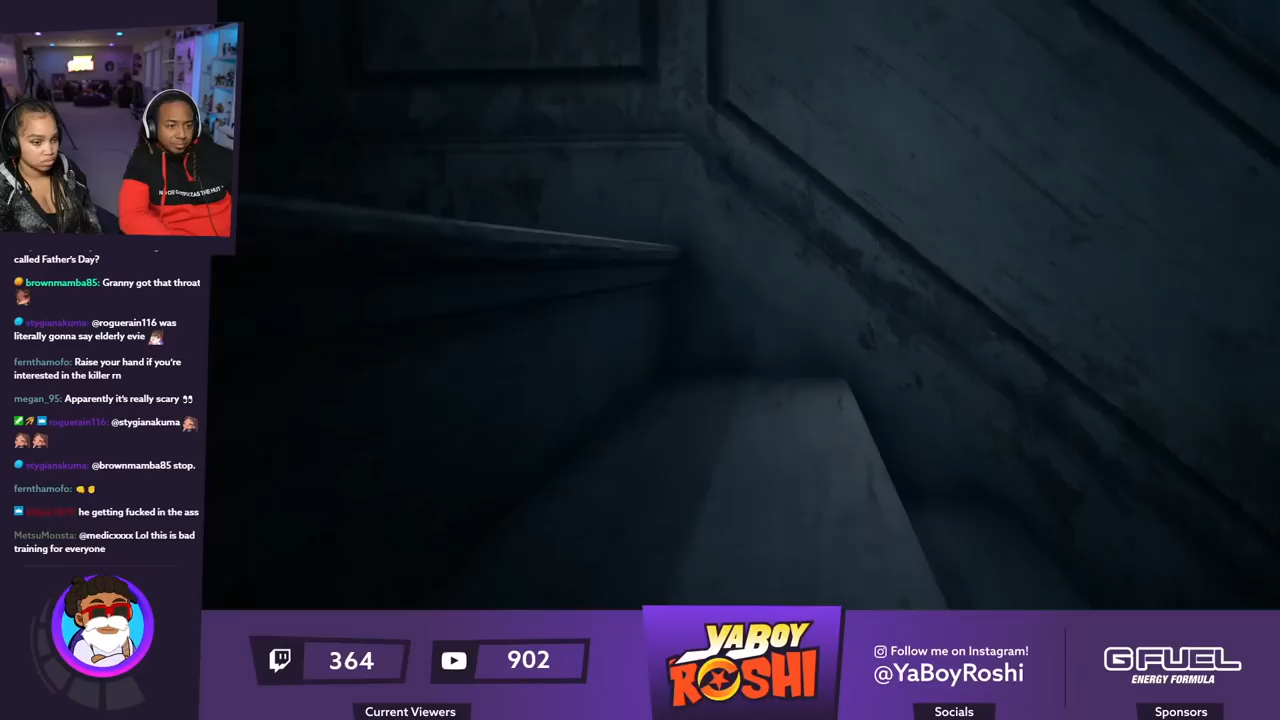 called Father's Day?
brownmamba85: Granny got that throat
stygianakuma: @roguerain116 was
literally gonna say elderly evie
fernthamofo: Raise your hand if you're
interested in the killer rn
megan_95: Apparently it's really scary
roguerain116: @stygianakuma
stygianakuma: @brownmamba85 stop.
fernthamofo:
he getting fucked in the ass
MetsuMonsta: @medicxxxx Lol this is bad
training for everyone
364
902
Current Viewers
YABOY
ROSHI
Follow me on Instagram!
@YaBoyRoshi
Socials
G FUEL
ENERGY FORMULA
Sponsors